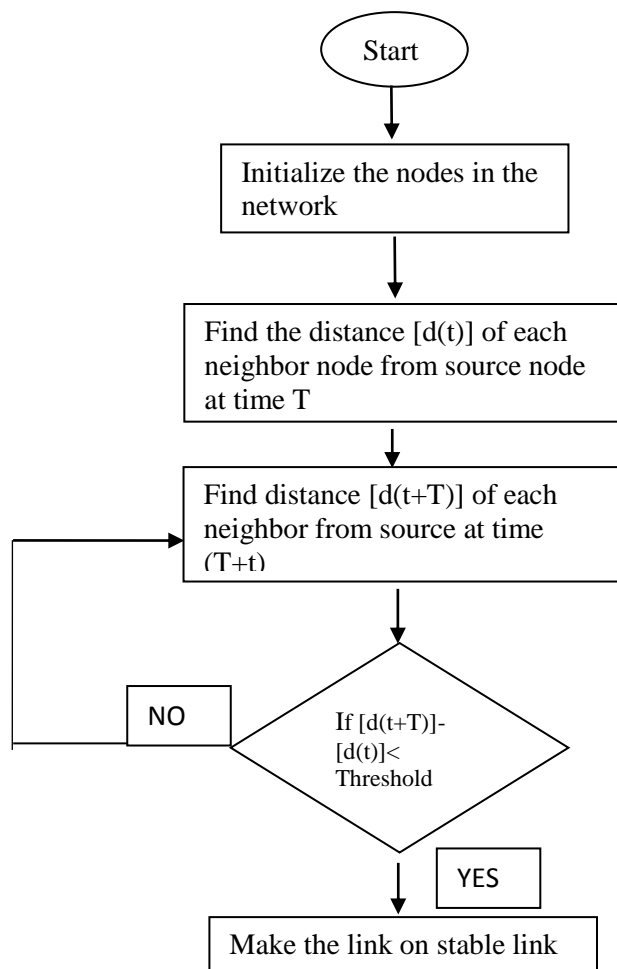 Start
Initialize the nodes in the
network
Find the distance [d(t)] of each
neighbor node from source node
at time T
Find distance [d(t+T)] of each
neighbor from source at time
(T+t)
NO
If [d(t+T)]-
[d(t)]<
Threshold
YES
Make the link on stable link